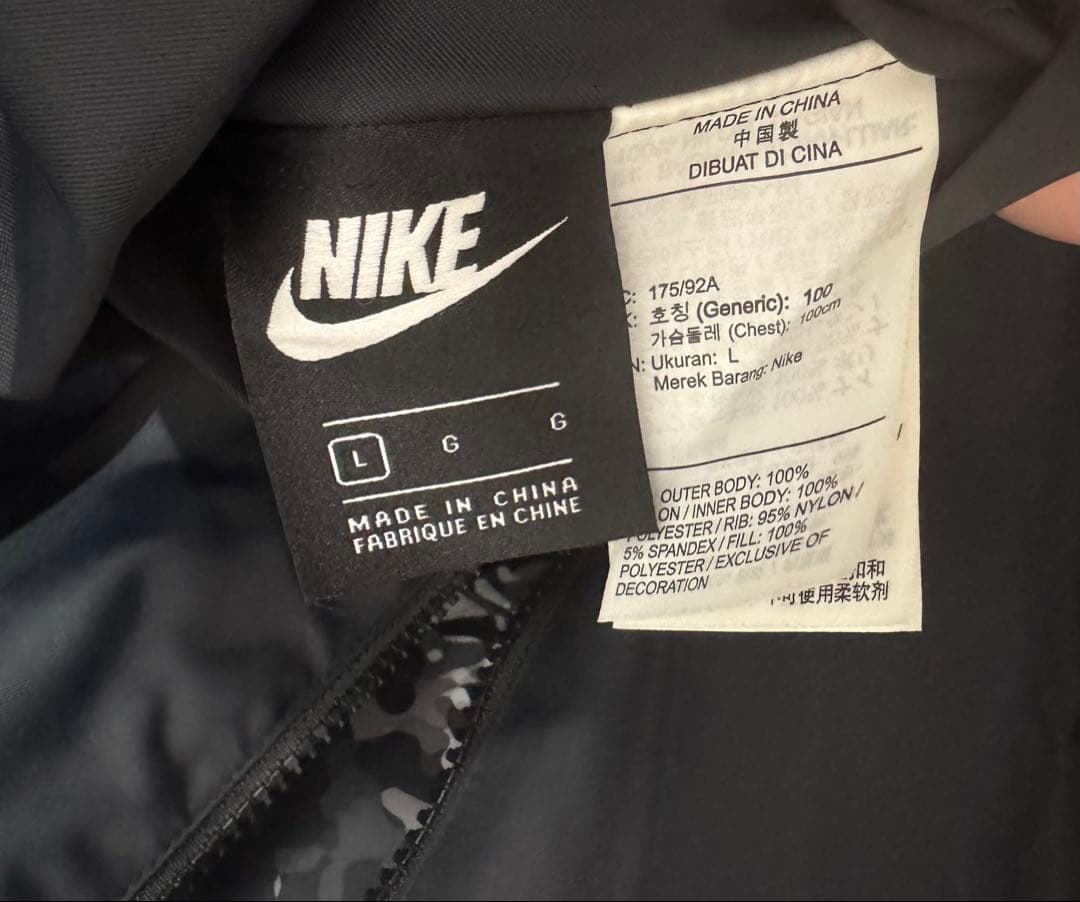 NIKE
L G G
MADE IN CHINA
FABRIQUE EN CHINE
MADE IN CHINA
中国製
DIBUAT DI CINA
C: 175/92A
K: 호칭 (Generic): 100
가슴둘레 (Chest): 100cm
N: Ukuran: L
Merek Barang: Nike
OUTER BODY: 100%
ON / INNER BODY: 100%
POLYESTER / RIB: 95% NYLON /
5% SPANDEX / FILL: 100%
POLYESTER / EXCLUSIVE OF
DECORATION
和
使用柔软剂